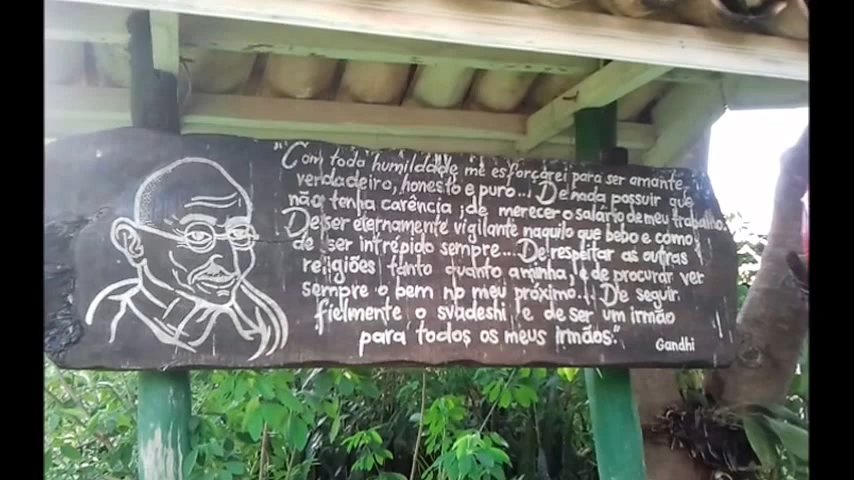 "Com toda humildade me esforçarei para ser amante,
verdadeiro, honesto e puro... De nada possuir que
não tenha carência ; de merecer o salário de meu trabalho.
De ser eternamente vigilante naquilo que bebo e como;
de ser intrépido sempre... De respeitar as outras
religiões tanto quanto a minha; e de procurar ver
sempre o bem no meu próximo... De seguir
fielmente o svadeshi e de ser um irmão
para todos os meus irmãos."
Gandhi